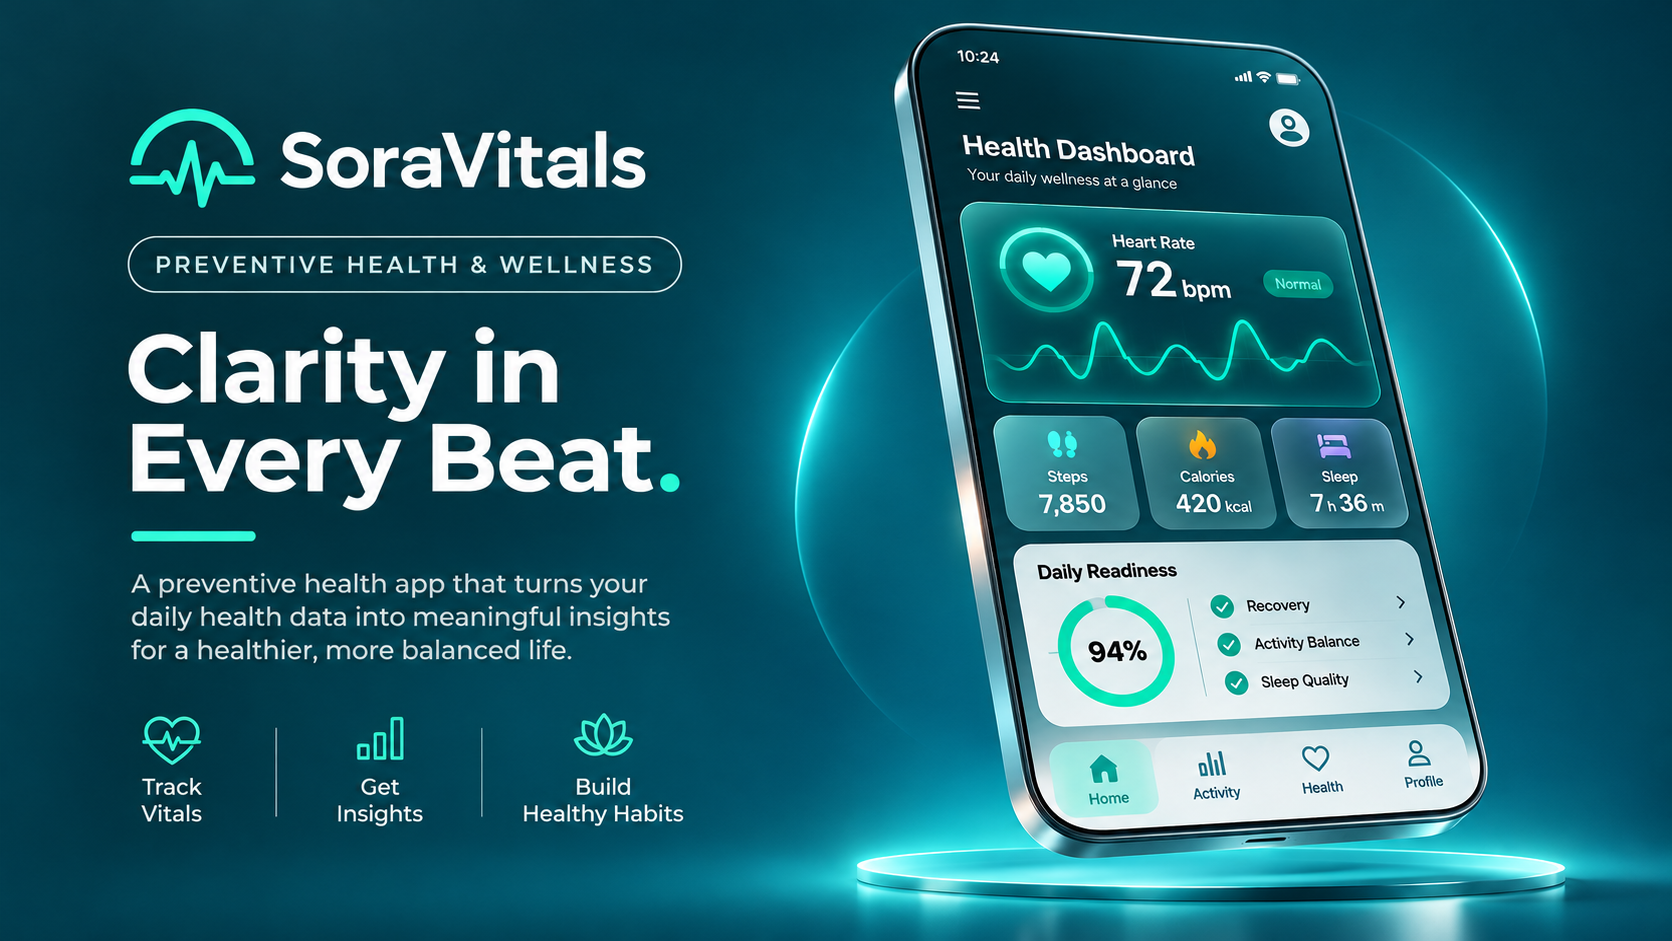 SoraVitals
PREVENTIVE HEALTH & WELLNESS
Clarity in
Every Beat.
A preventive health app that turns your
daily health data into meaningful insights
for a healthier, more balanced life.
Track
Vitals
Get
Insights
Build
Healthy Habits
10:24
Health Dashboard
Your daily wellness at a glance
Heart Rate
72 bpm
Normal
Steps
7,850
Calories
420 kcal
Sleep
7 h 36 m
Daily Readiness
94%
Recovery
Activity Balance
Sleep Quality
Home
Activity
Health
Profile